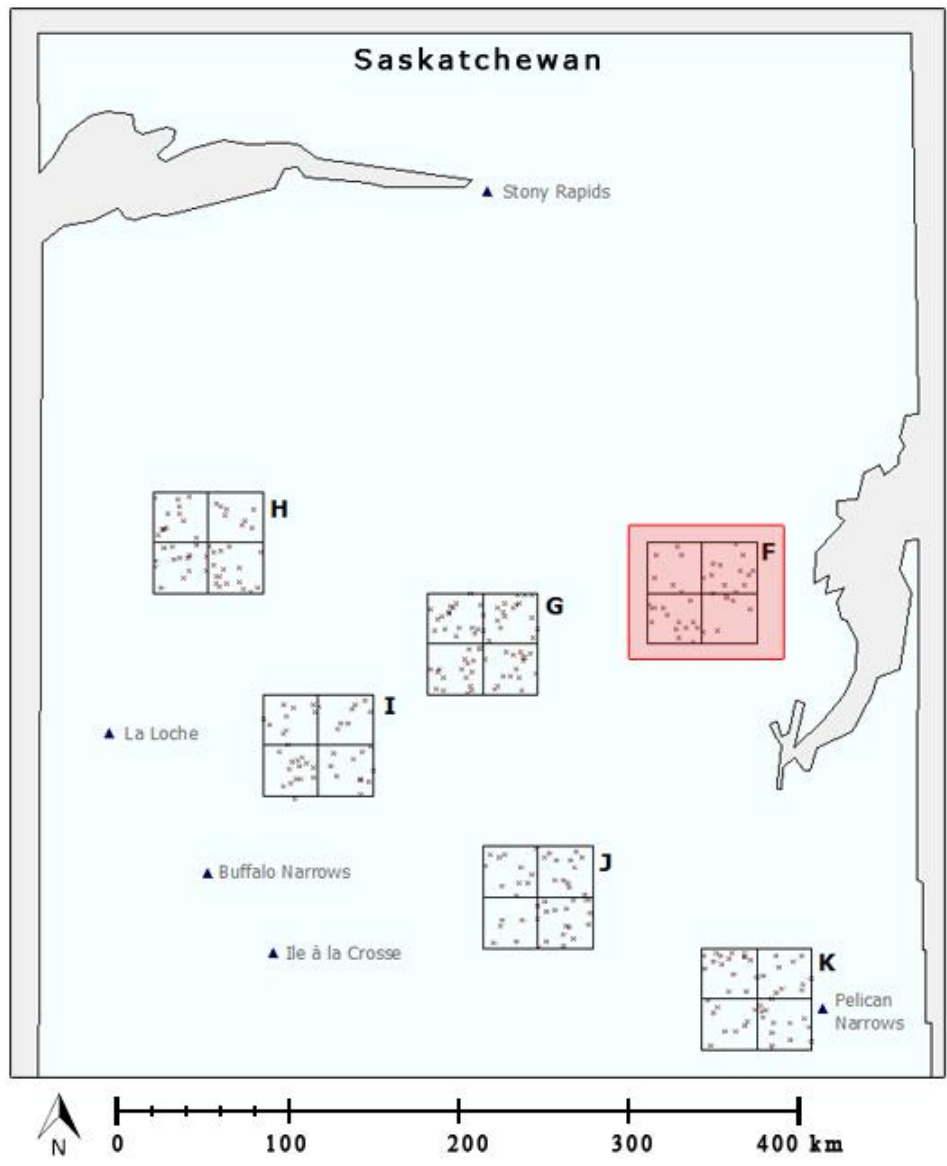 Saskatchewan
Stony Rapids
H
F
G
I
La Loche
J
Buffalo Narrows
Ile à la Crosse
K
Pelican
Narrows
N
0 100 200 300 400 km